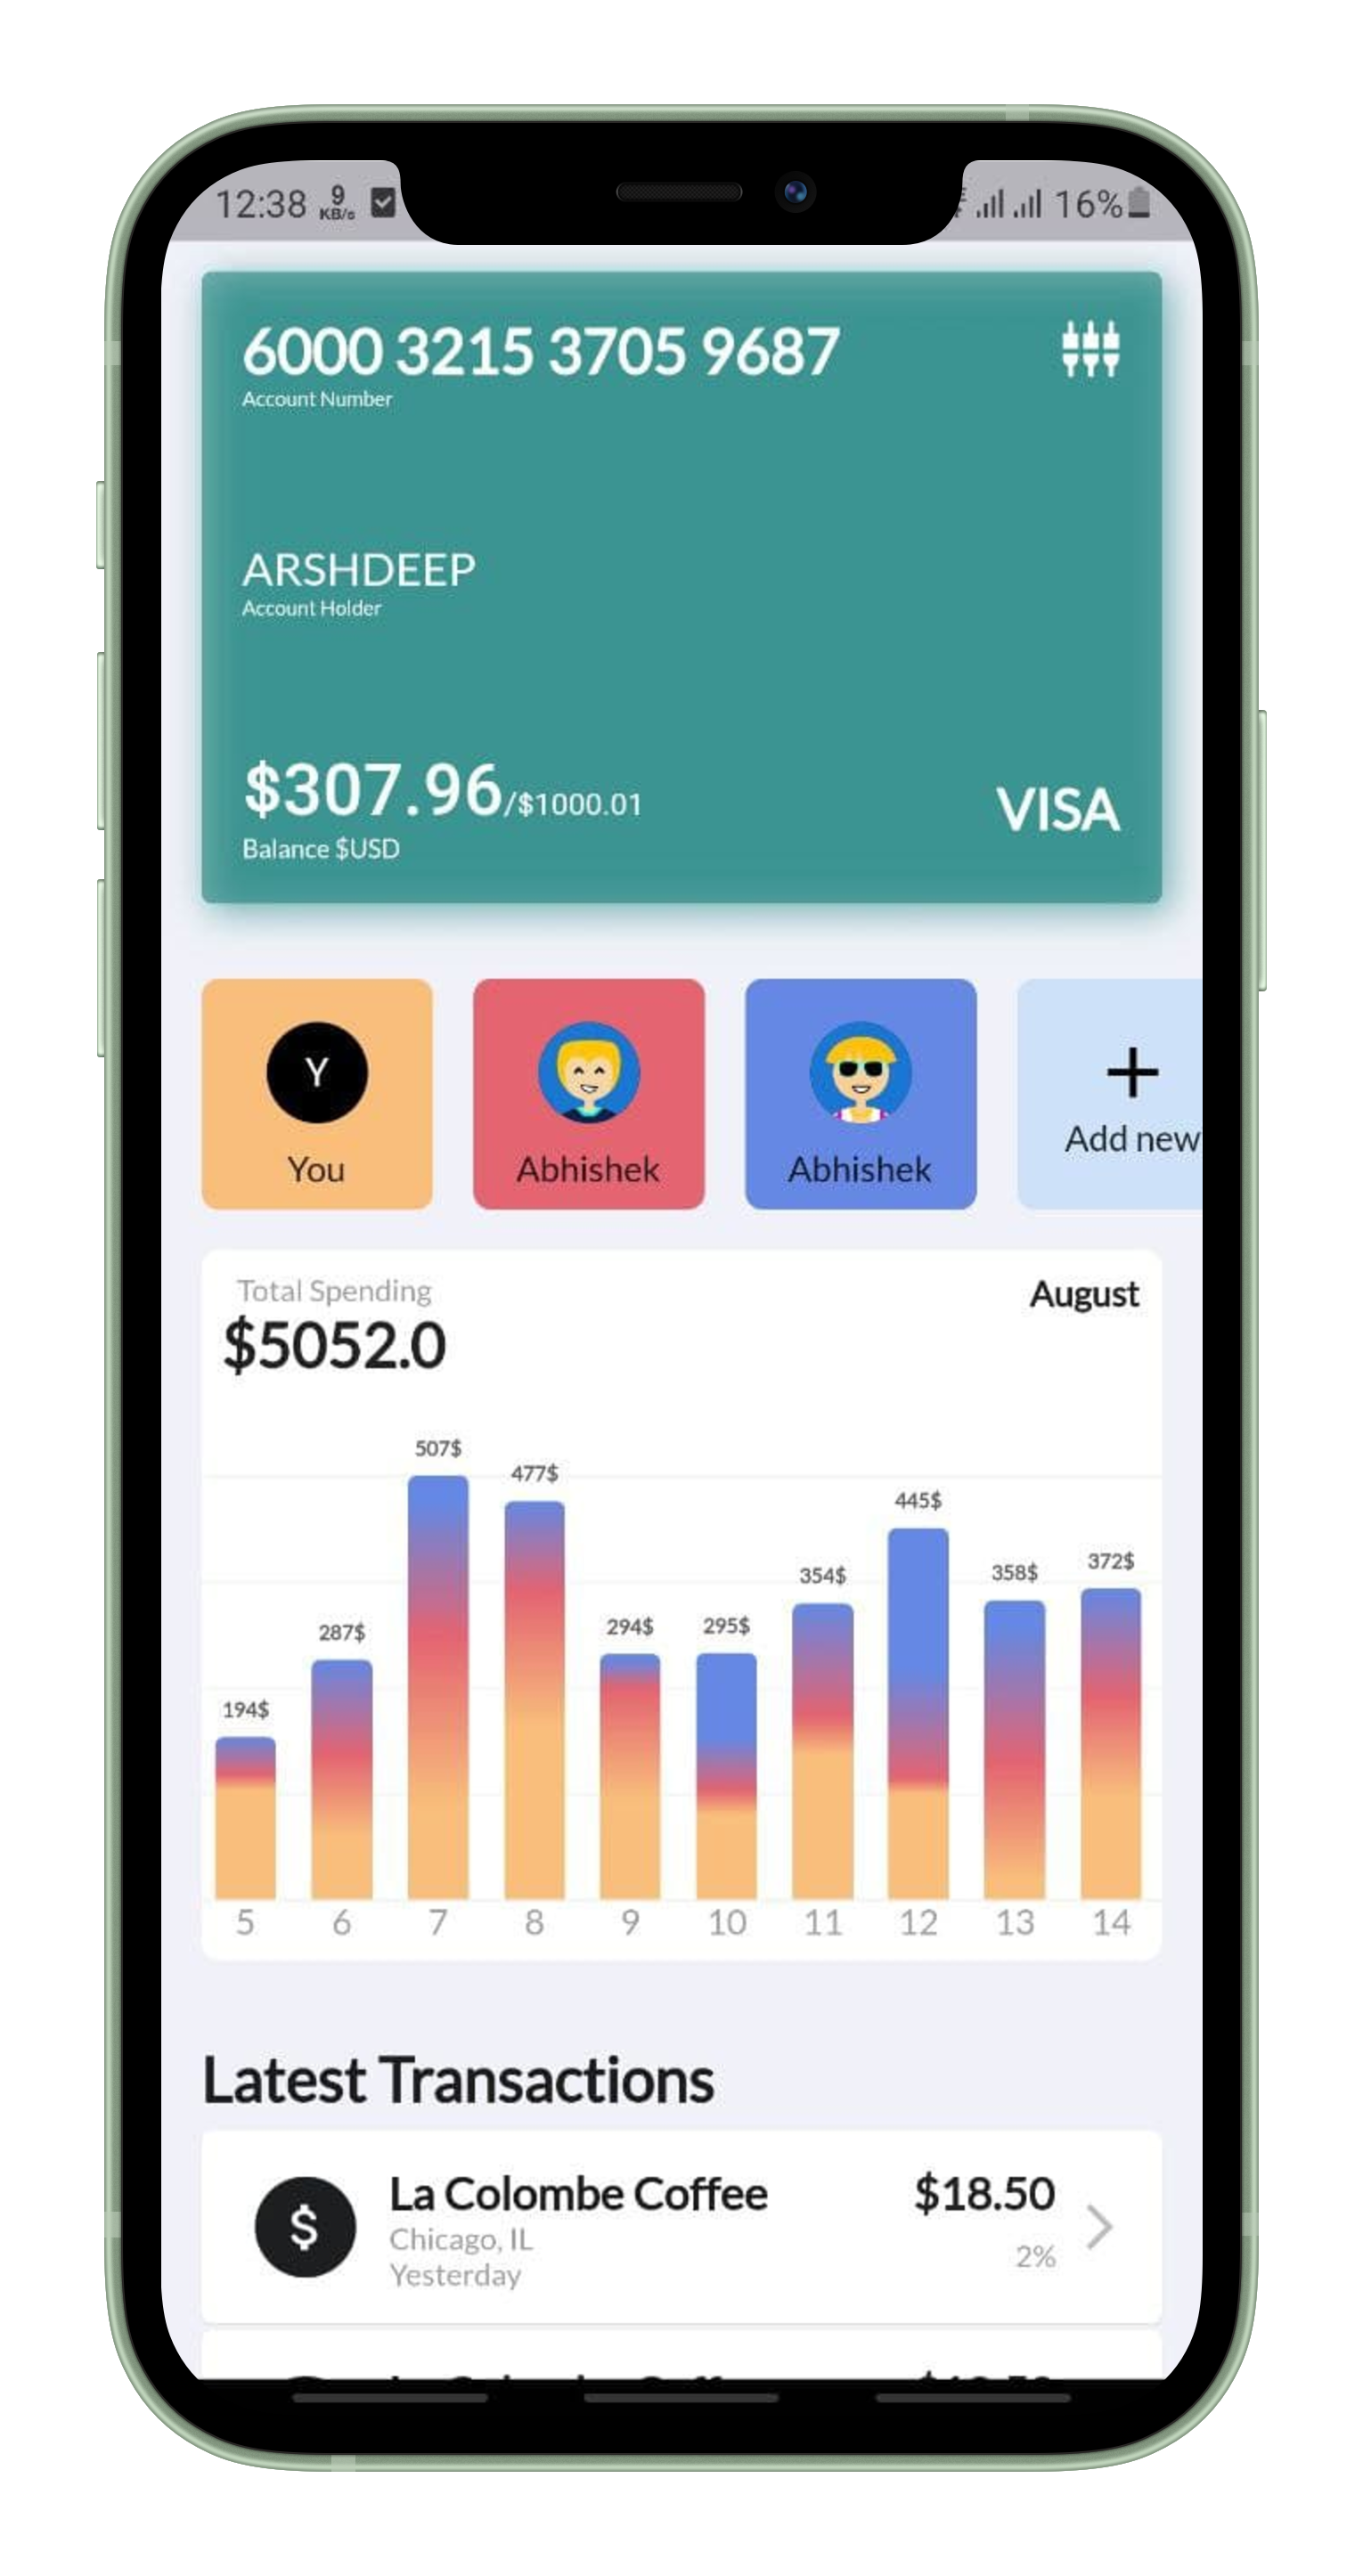 12:38 9 KB/s 16%
6000 3215 3705 9687
Account Number
ARSHDEEP
Account Holder
$307.96/$1000.01
Balance $USD
VISA
Y
You
Abhishek
Abhishek
Add new
Total Spending
August
$5052.0
507$
477$
445$
354$
358$
372$
287$
294$
295$
194$
5 6 7 8 9 10 11 12 13 14
Latest Transactions
$
La Colombe Coffee
$18.50
Chicago, IL
2%
Yesterday